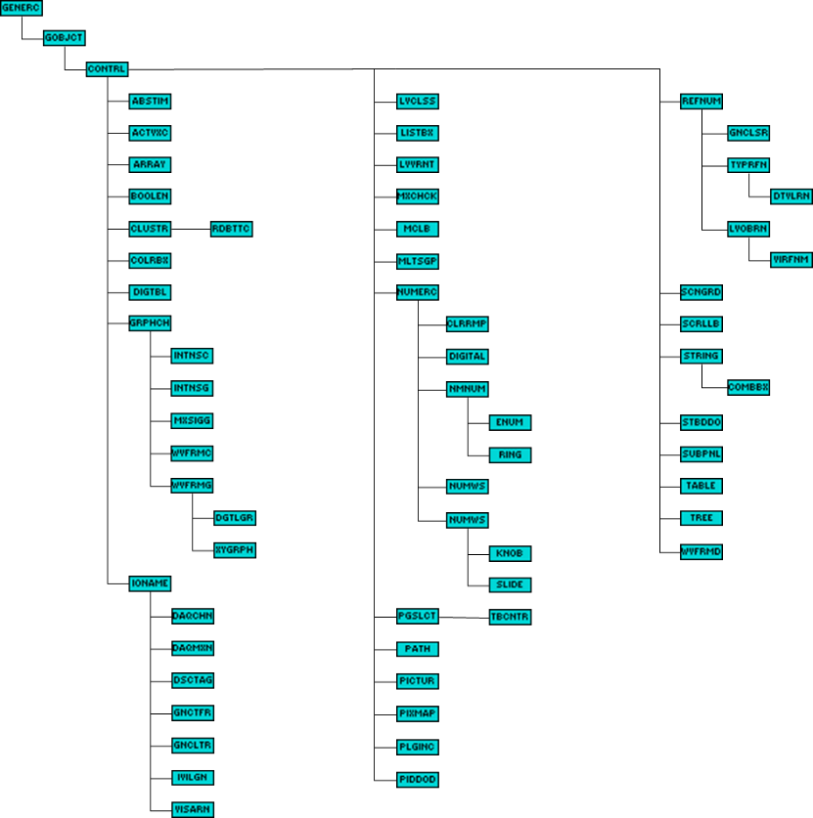 GENERC
GOBJCT
CONTRL
ABSTIM
ACTVXC
ARRAY
BOOLEN
CLUSTR
RDBTTC
COLRBX
DIGTBL
GRPHCH
INTNSC
INTNSG
MXSIGG
WVFRMC
WVFRMG
DGTLGR
XYGRPH
IONAME
DAQCHN
DAQMXN
DSCTAG
GNCTFR
GNCLTR
IVILGN
VISARN
LVCLSS
LISTBX
LVVRNT
MXCHCK
MCLB
MLTSGP
NUMERC
CLRRMP
DIGITAL
NMNUM
ENUM
RING
NUMWS
NUMWS
KNOB
SLIDE
PGSLCT
TBCNTR
PATH
PICTUR
PIXMAP
PLGINC
PIDDOD
REFNUM
GNCLSR
TYPRFN
DTVLRN
LVOBRN
VIRFNM
SCNGRD
SCRLLB
STRING
COMBBX
STBDDO
SUBPNL
TABLE
TREE
WVFRMD